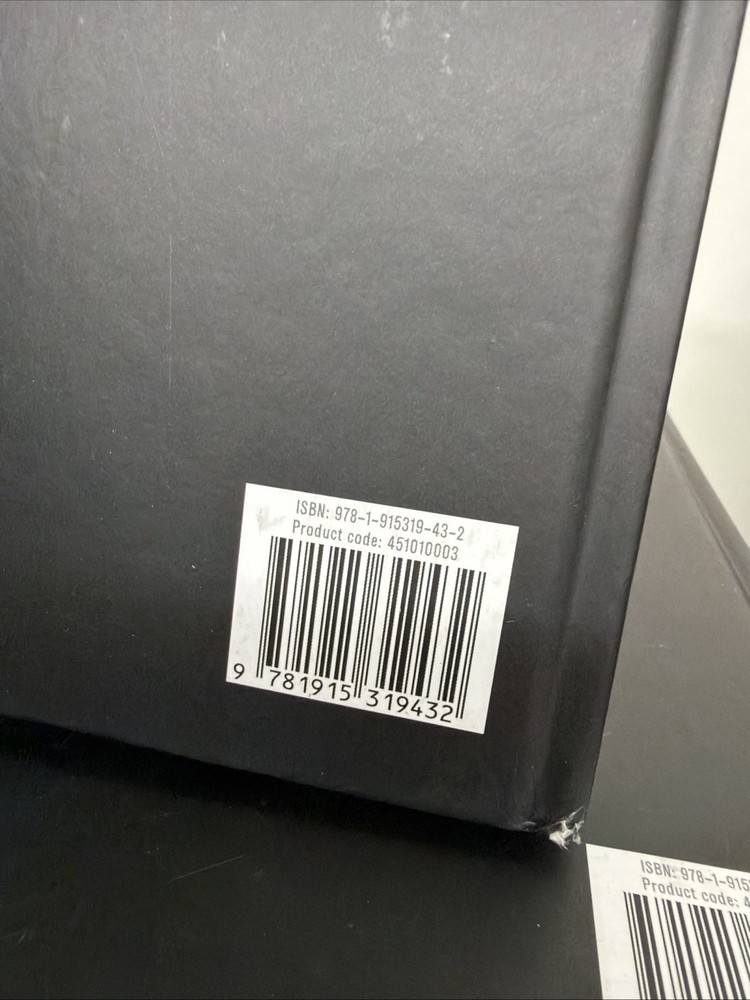 ISBN: 978-1-915319-43-2
Product code: 451010003
9 781915 319432
ISBN: 978-1-915
Product code: 4